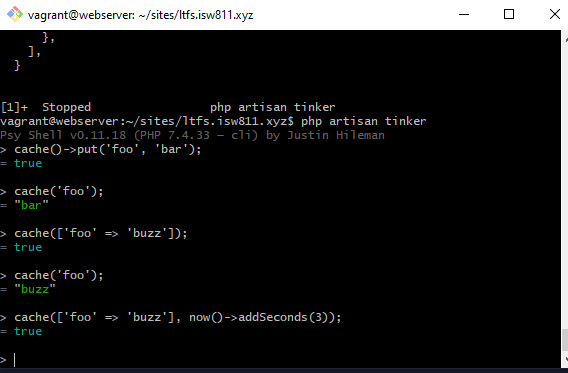 vagrant@webserver: ~/sites/ltfs.isw811.xyz
},
],
}
[1]+  Stopped                 php artisan tinker
vagrant@webserver:~/sites/ltfs.isw811.xyz$ php artisan tinker
Psy Shell v0.11.18 (PHP 7.4.33 — cli) by Justin Hileman
> cache()->put('foo', 'bar');
= true
> cache('foo');
= "bar"
> cache(['foo' => 'buzz']);
= true
> cache('foo');
= "buzz"
> cache(['foo' => 'buzz'], now()->addSeconds(3));
= true
>